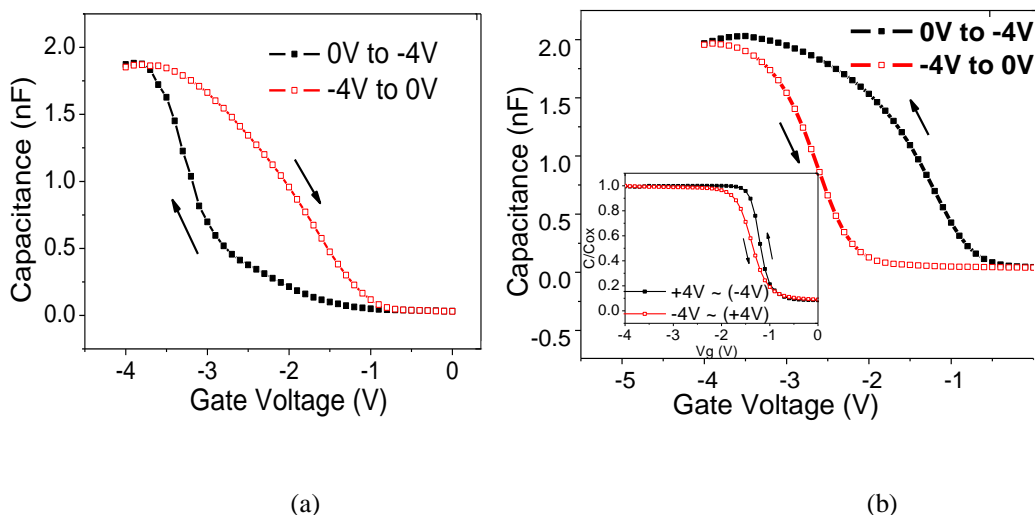 2.0
1.5
1.0
0.5
0.0
Capacitance (nF)
0V to -4V
-4V to 0V
-4
-3
-2
-1
0
Gate Voltage (V)
(a)
2.0
1.5
1.0
0.5
0.0
-0.5
Capacitance (nF)
0V to -4V
-4V to 0V
1.0
0.8
0.6
0.4
0.2
0.0
C/Cox
+4V ~ (-4V)
-4V ~ (+4V)
-4
-3
-2
-1
0
Vg (V)
-5
-4
-3
-2
-1
Gate Voltage (V)
(b)